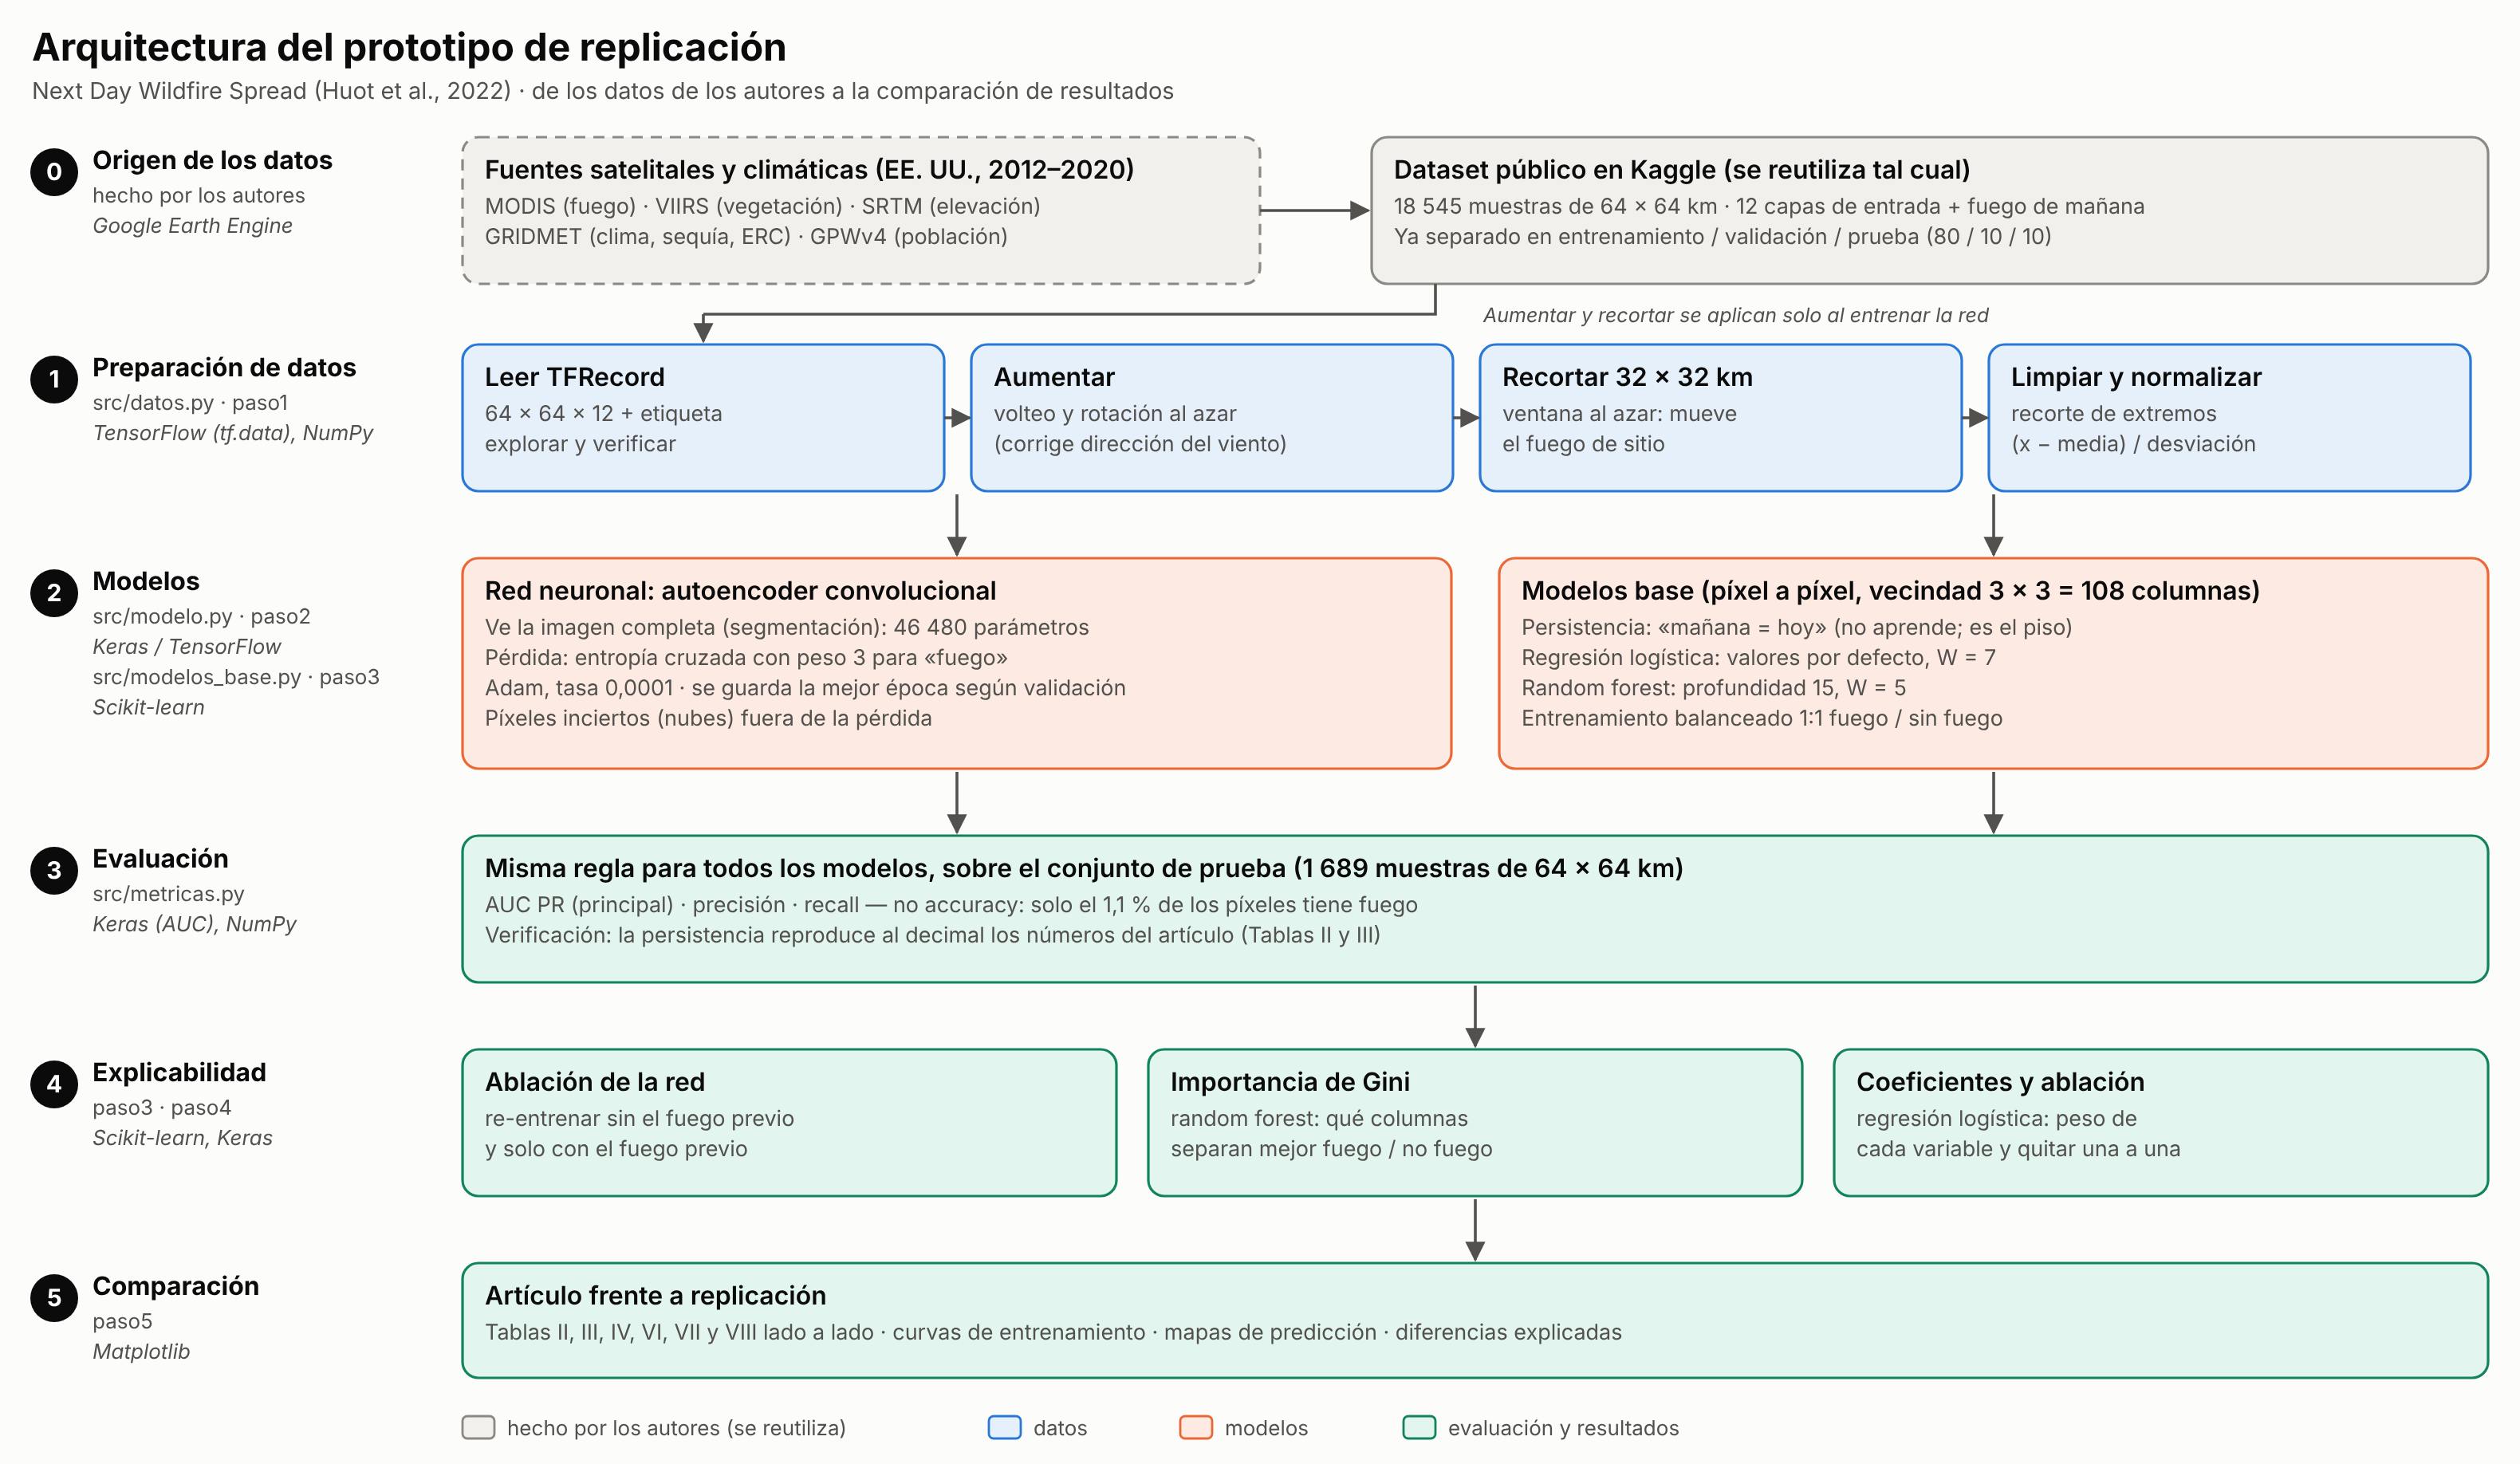 Arquitectura del prototipo de replicación
Next Day Wildfire Spread (Huot et al., 2022) · de los datos de los autores a la comparación de resultados
0
Origen de los datos
hecho por los autores
Google Earth Engine
Fuentes satelitales y climáticas (EE. UU., 2012–2020)
MODIS (fuego) · VIIRS (vegetación) · SRTM (elevación)
GRIDMET (clima, sequía, ERC) · GPWv4 (población)
Dataset público en Kaggle (se reutiliza tal cual)
18 545 muestras de 64 × 64 km · 12 capas de entrada + fuego de mañana
Ya separado en entrenamiento / validación / prueba (80 / 10 / 10)
Aumentar y recortar se aplican solo al entrenar la red
1
Preparación de datos
src/datos.py · paso1
TensorFlow (tf.data), NumPy
Leer TFRecord
64 × 64 × 12 + etiqueta
explorar y verificar
Aumentar
volteo y rotación al azar
(corrige dirección del viento)
Recortar 32 × 32 km
ventana al azar: mueve
el fuego de sitio
Limpiar y normalizar
recorte de extremos
(x − media) / desviación
2
Modelos
src/modelo.py · paso2
Keras / TensorFlow
src/modelos_base.py · paso3
Scikit-learn
Red neuronal: autoencoder convolucional
Ve la imagen completa (segmentación): 46 480 parámetros
Pérdida: entropía cruzada con peso 3 para «fuego»
Adam, tasa 0,0001 · se guarda la mejor época según validación
Píxeles inciertos (nubes) fuera de la pérdida
Modelos base (píxel a píxel, vecindad 3 × 3 = 108 columnas)
Persistencia: «mañana = hoy» (no aprende; es el piso)
Regresión logística: valores por defecto, W = 7
Random forest: profundidad 15, W = 5
Entrenamiento balanceado 1:1 fuego / sin fuego
3
Evaluación
src/metricas.py
Keras (AUC), NumPy
Misma regla para todos los modelos, sobre el conjunto de prueba (1 689 muestras de 64 × 64 km)
AUC PR (principal) · precisión · recall — no accuracy: solo el 1,1 % de los píxeles tiene fuego
Verificación: la persistencia reproduce al decimal los números del artículo (Tablas II y III)
4
Explicabilidad
paso3 · paso4
Scikit-learn, Keras
Ablación de la red
re-entrenar sin el fuego previo
y solo con el fuego previo
Importancia de Gini
random forest: qué columnas
separan mejor fuego / no fuego
Coeficientes y ablación
regresión logística: peso de
cada variable y quitar una a una
5
Comparación
paso5
Matplotlib
Artículo frente a replicación
Tablas II, III, IV, VI, VII y VIII lado a lado · curvas de entrenamiento · mapas de predicción · diferencias explicadas
hecho por los autores (se reutiliza)
datos
modelos
evaluación y resultados